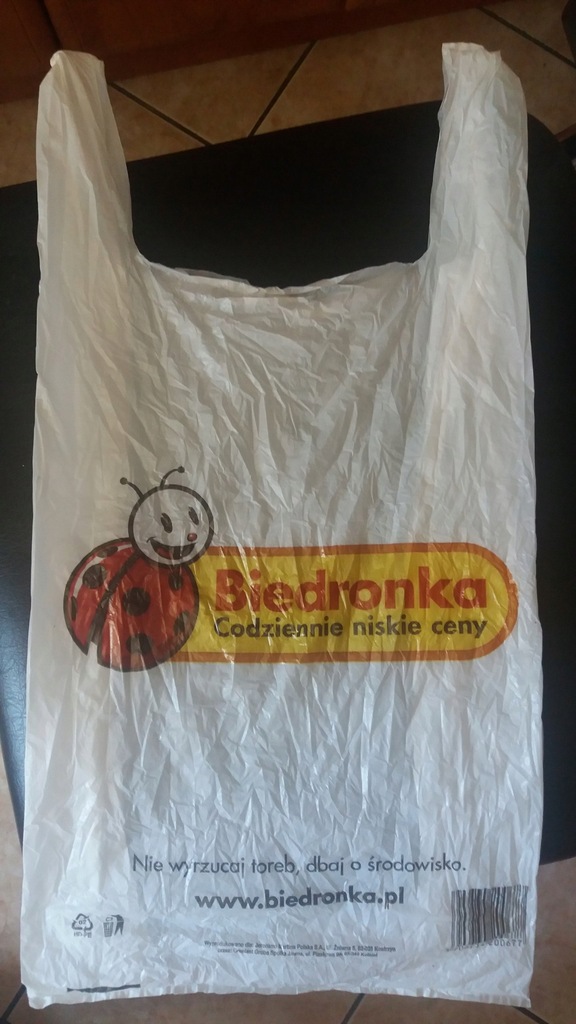 Biedronka
Codziennie niskie ceny
Nie wyrzucaj toreb, dbaj o środowisko.
www.biedronka.pl